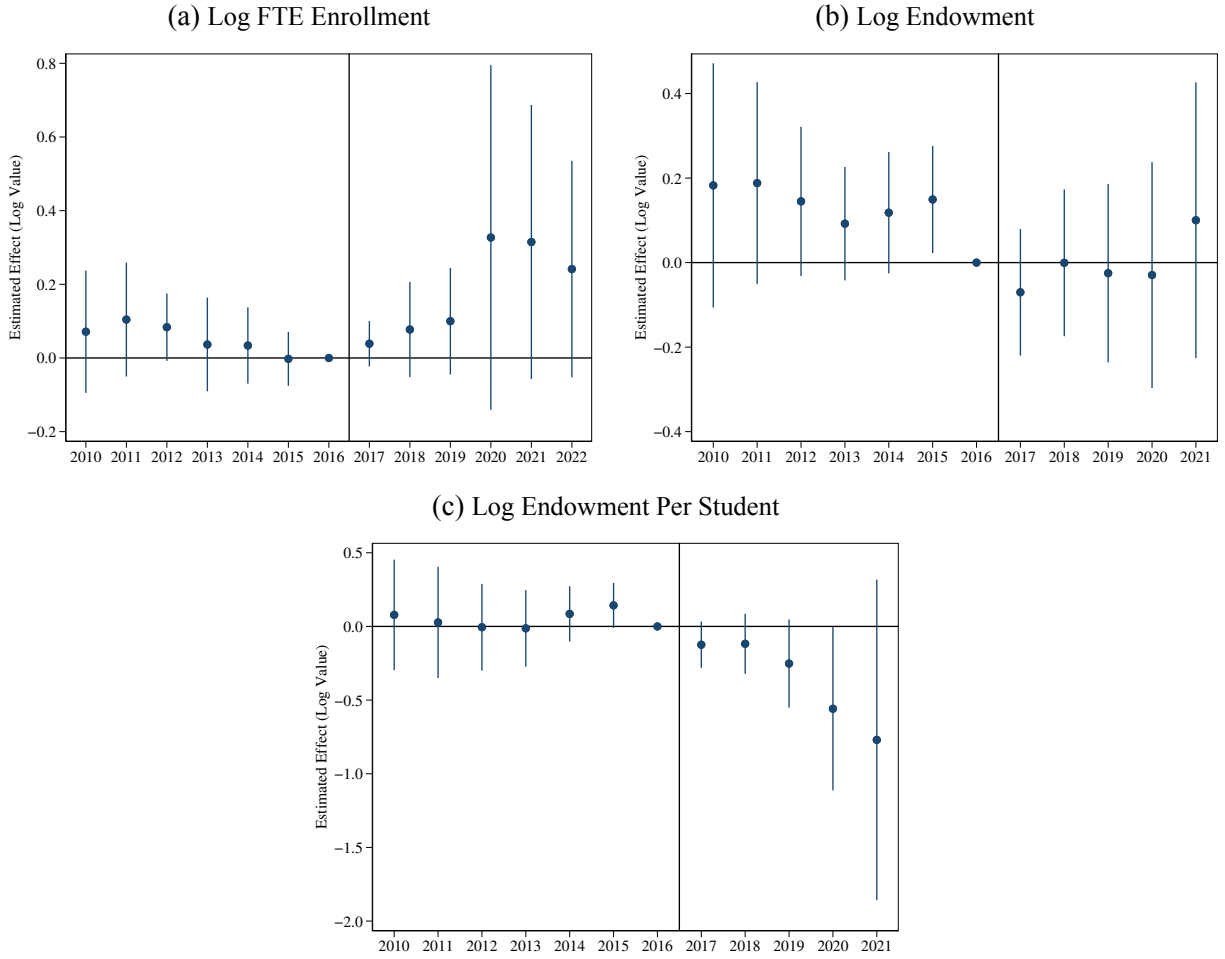 (a) Log FTE Enrollment
Estimated Effect (Log Value)
0.8
0.6
0.4
0.2
0.0
−0.2
2010 2011 2012 2013 2014 2015 2016 2017 2018 2019 2020 2021 2022
(b) Log Endowment
Estimated Effect (Log Value)
0.4
0.2
0.0
−0.2
−0.4
2010 2011 2012 2013 2014 2015 2016 2017 2018 2019 2020 2021
(c) Log Endowment Per Student
Estimated Effect (Log Value)
0.5
0.0
−0.5
−1.0
−1.5
−2.0
2010 2011 2012 2013 2014 2015 2016 2017 2018 2019 2020 2021